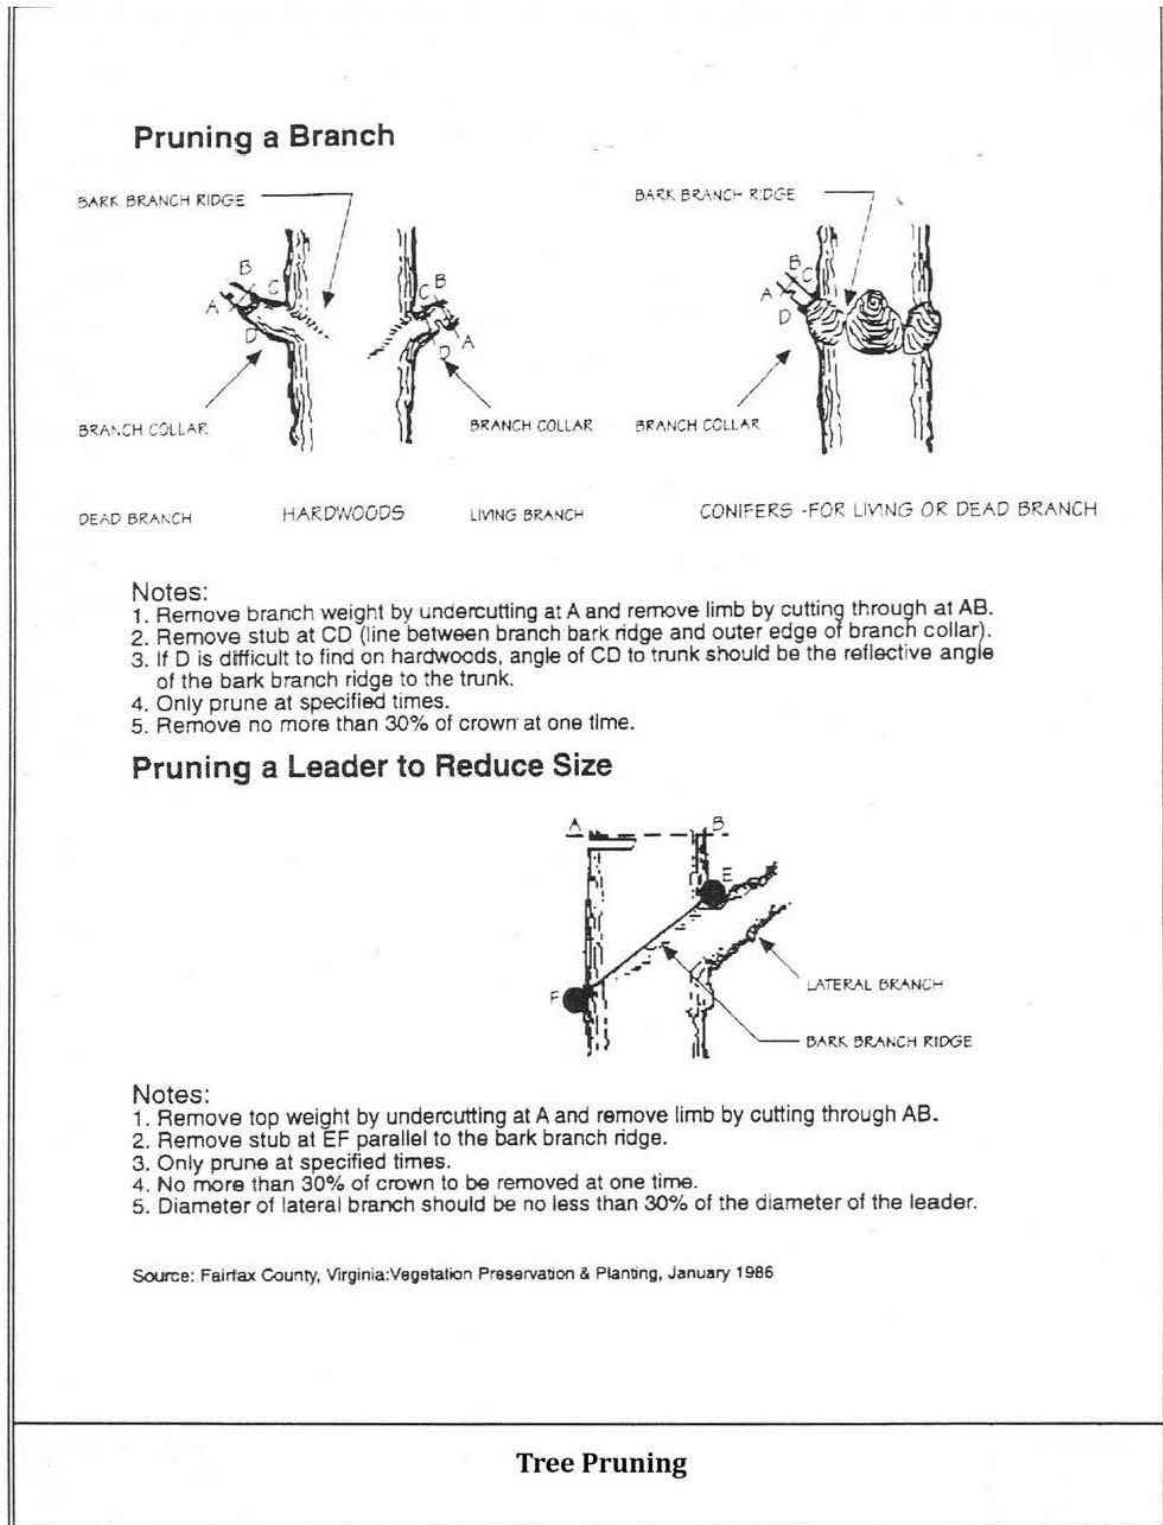 Pruning a Branch
BARK BRANCH RIDGE
BARK BRANCH RIDGE
B
C
A
D
C
B
D
A
B
C
A
D
BRANCH COLLAR
BRANCH COLLAR
BRANCH COLLAR
DEAD BRANCH
HARDWOODS
LIVING BRANCH
CONIFERS -FOR LIVING OR DEAD BRANCH
Notes:
1. Remove branch weight by undercutting at A and remove limb by cutting through at AB.
2. Remove stub at CD (line between branch bark ridge and outer edge of branch collar).
3. If D is difficult to find on hardwoods, angle of CD to trunk should be the reflective angle
of the bark branch ridge to the trunk.
4. Only prune at specified times.
5. Remove no more than 30% of crown at one time.
Pruning a Leader to Reduce Size
A
B
E
F
LATERAL BRANCH
BARK BRANCH RIDGE
Notes:
1. Remove top weight by undercutting at A and remove limb by cutting through AB.
2. Remove stub at EF parallel to the bark branch ridge.
3. Only prune at specified times.
4. No more than 30% of crown to be removed at one time.
5. Diameter of lateral branch should be no less than 30% of the diameter of the leader.
Source: Fairfax County, Virginia:Vegetation Preservation & Planting, January 1986
Tree Pruning